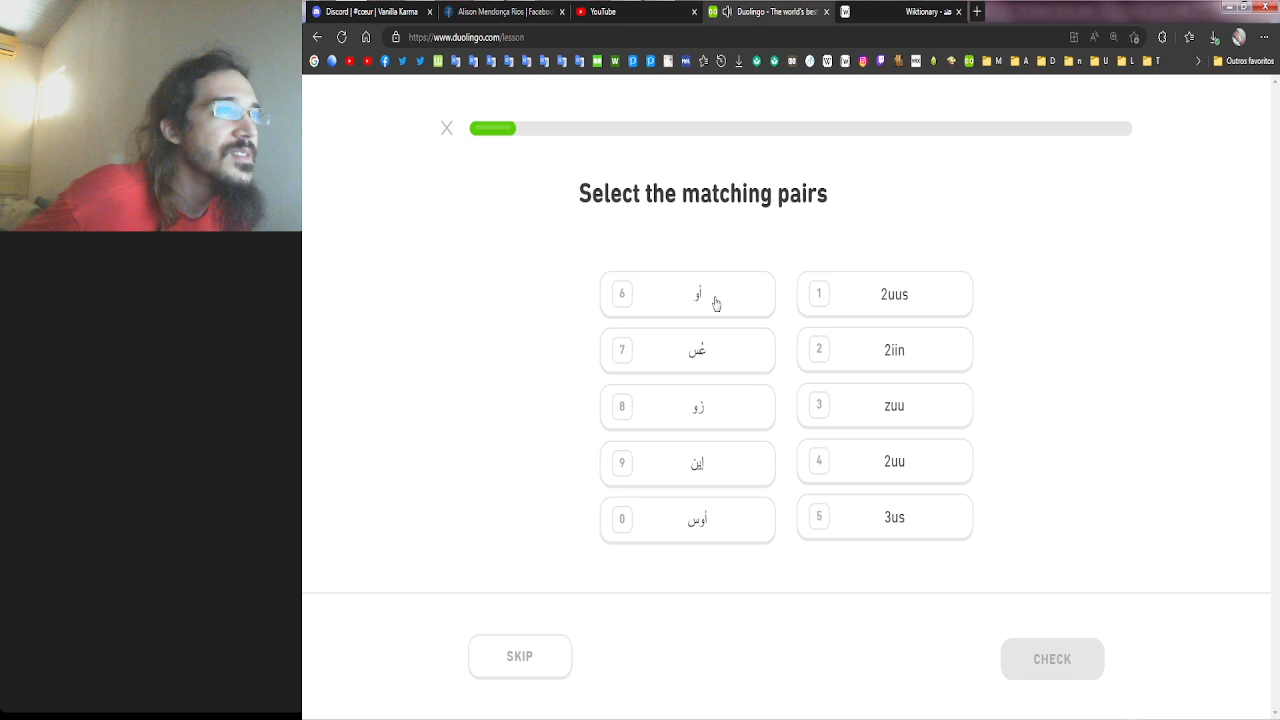 Discord | #cœur | Vanilla Karma
Alison Mendonça Rios | Faceboo
YouTube
Duolingo - The world's best
Wiktionary
https://www.duolingo.com/lesson
Outros favoritos
X
Select the matching pairs
6 أو 1 2uus
7 عُس 2 2iin
8 زو 3 zuu
9 إين 4 2uu
0 أوس 5 3us
SKIP
CHECK